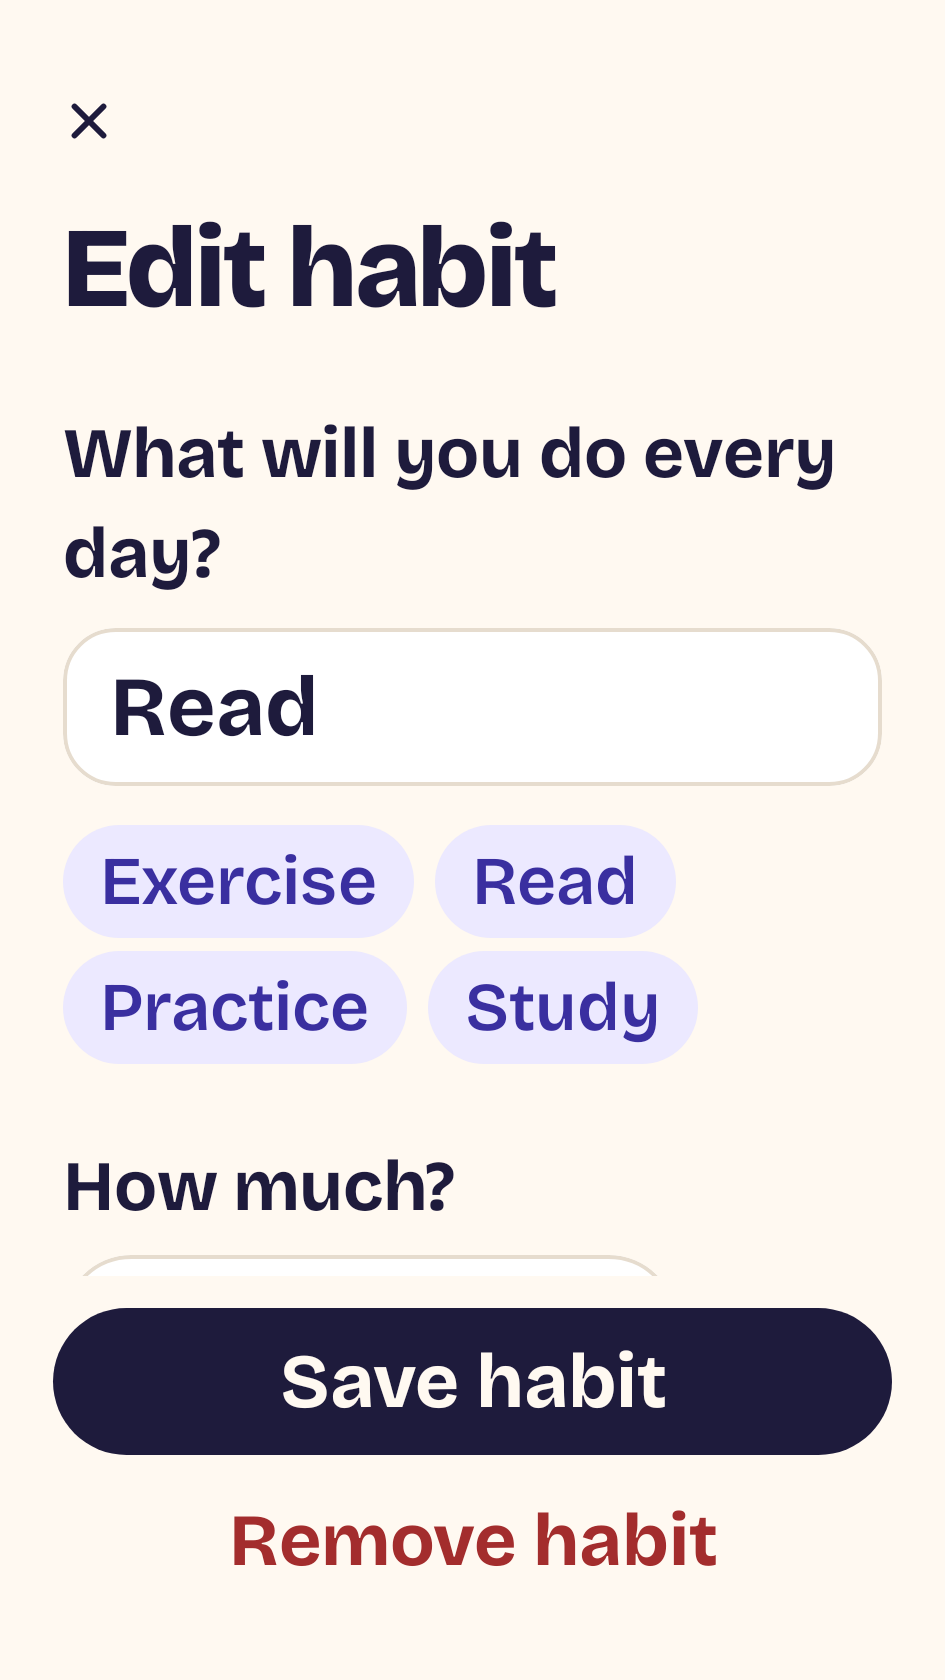 Edit habit
What will you do every
day?
Read
Exercise
Read
Practice
Study
How much?
Save habit
Remove habit